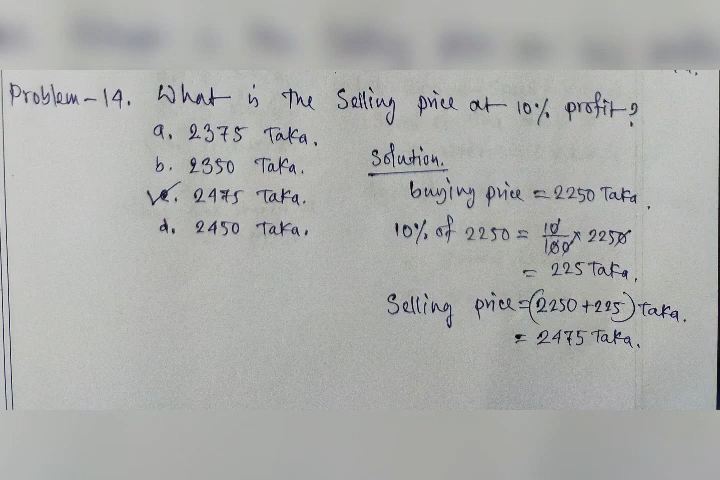 Problem-14. What is the Selling price at 10% profit?
a. 2375 Taka.
b. 2350 Taka.
c. 2475 Taka.
d. 2450 Taka.
Solution.
buying price = 2250 Taka.
10% of 2250 = 10/100 × 2250
= 225 Taka.
Selling price = (2250 + 225) Taka.
= 2475 Taka.